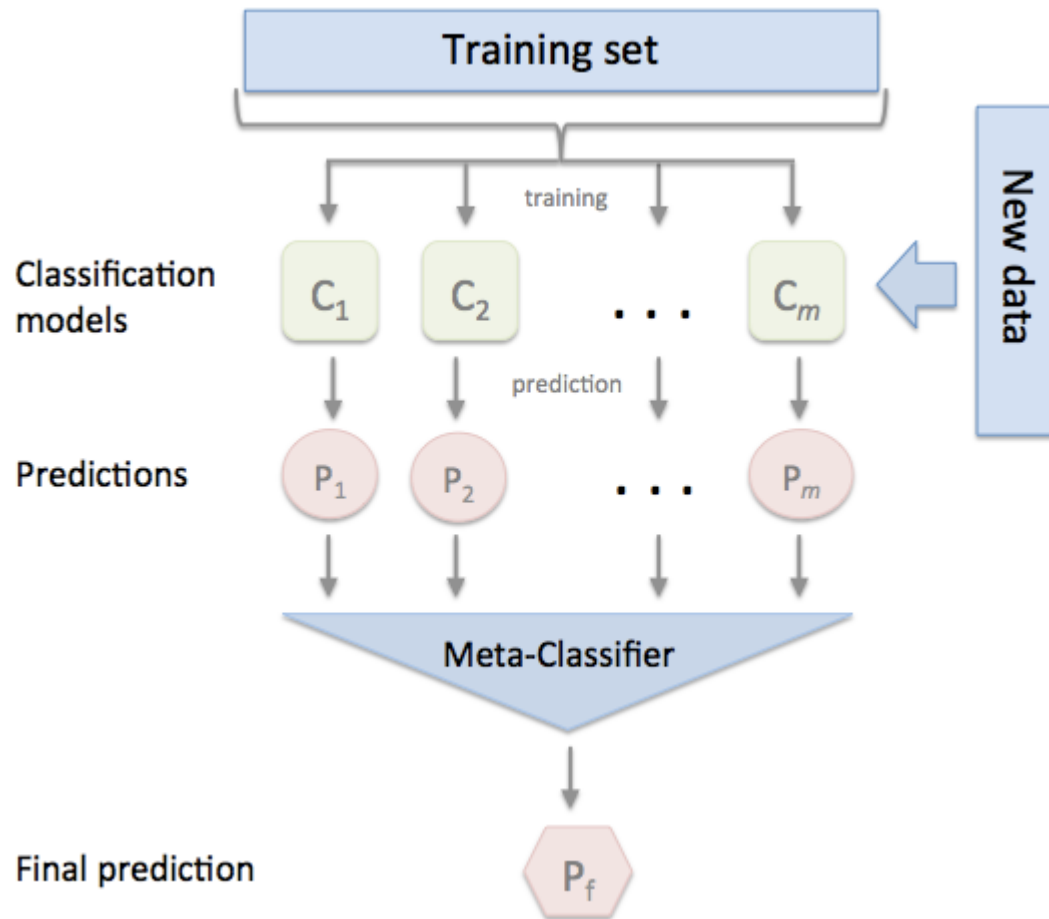 Training set
training
New data
Classification
models
C1
C2
. . .
Cm
prediction
Predictions
P1
P2
. . .
Pm
Meta-Classifier
Final prediction
Pf